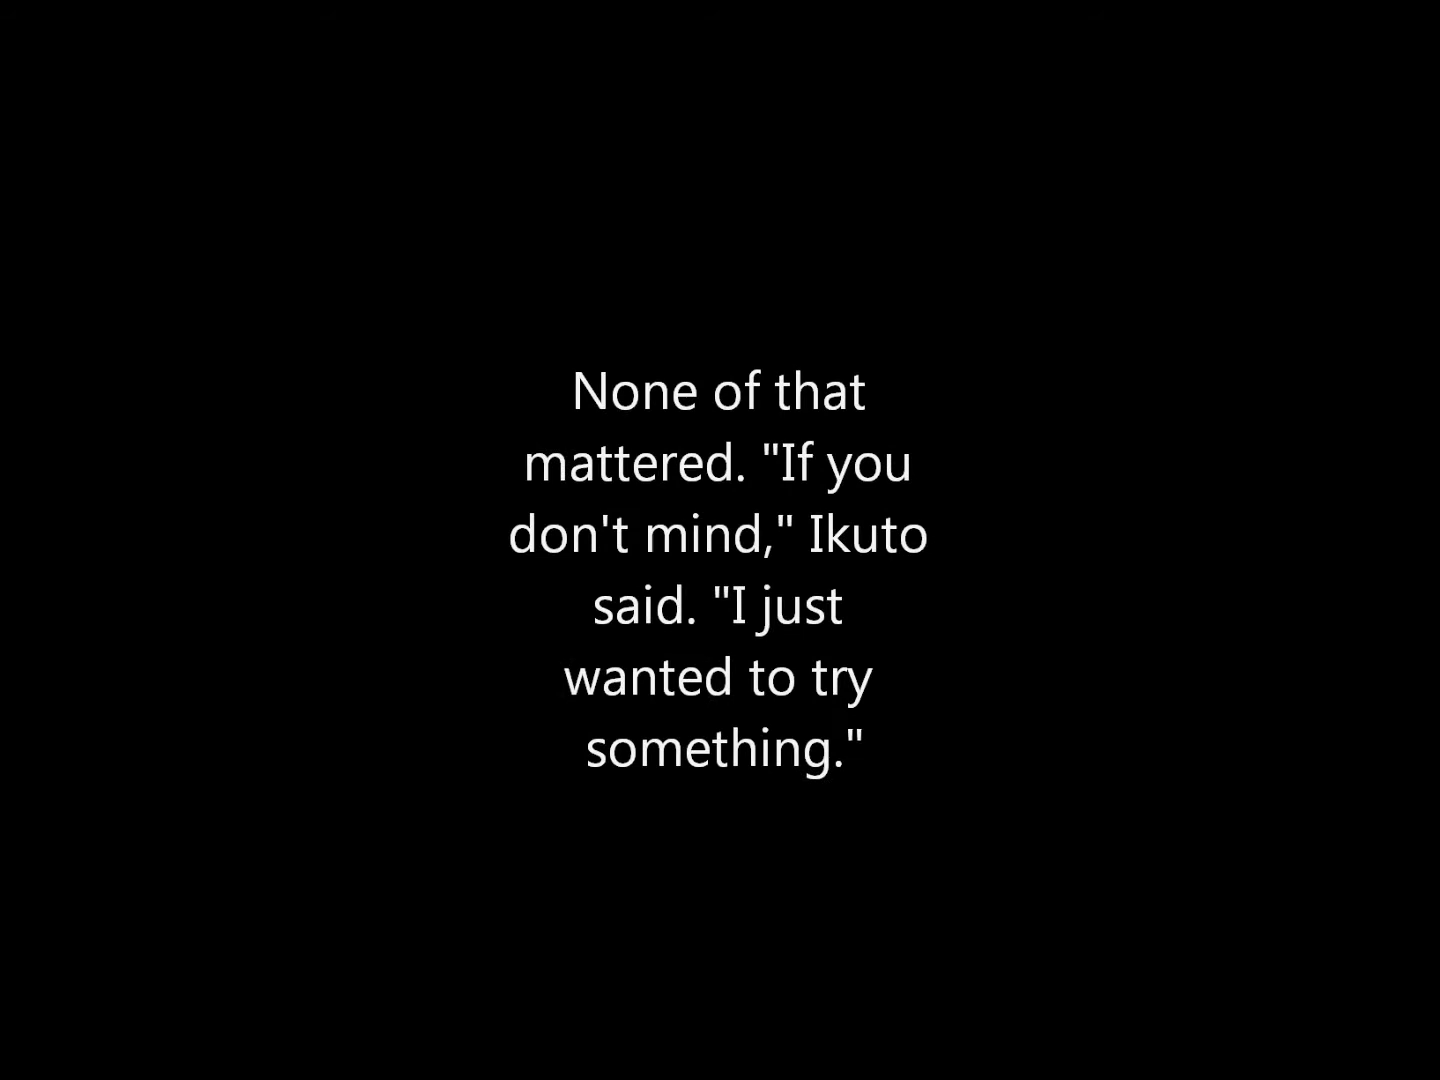 None of that
mattered. "If you
don't mind," Ikuto
said. "I just
wanted to try
something."